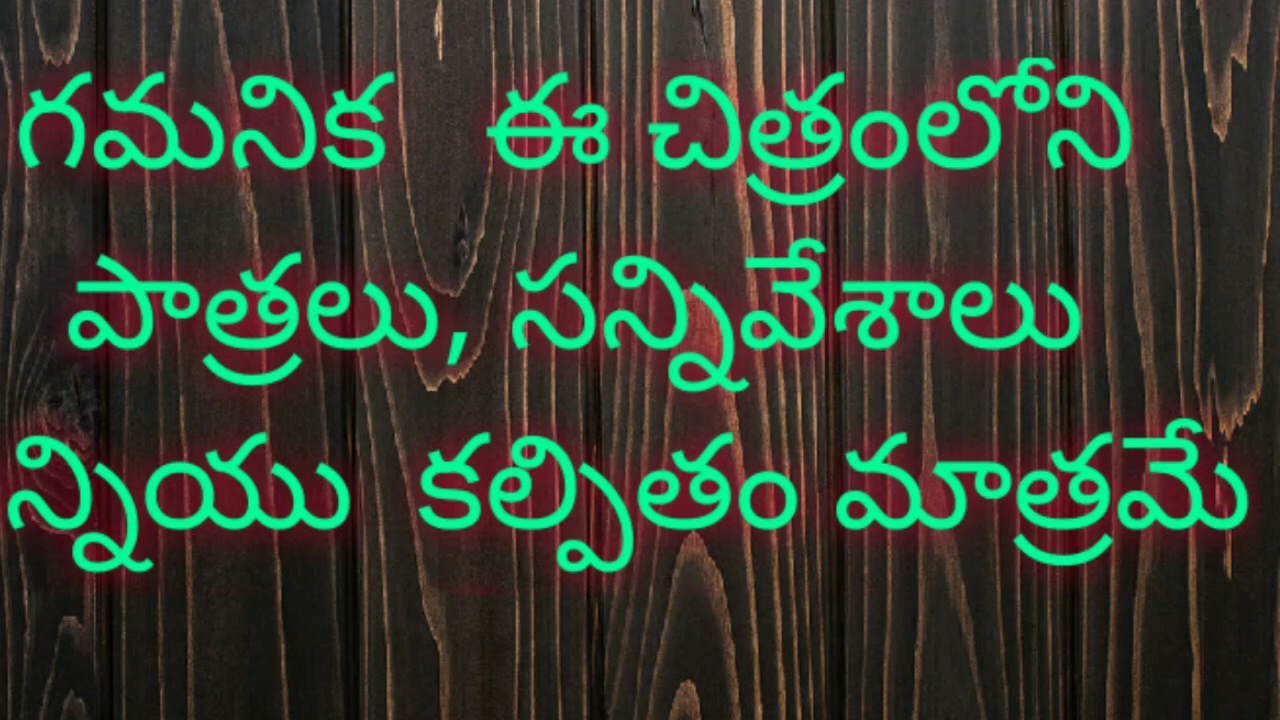 గమనిక ఈ చిత్రంలోని
పాత్రలు, సన్నివేశాలు
న్నియు కల్పితం మాత్రమే